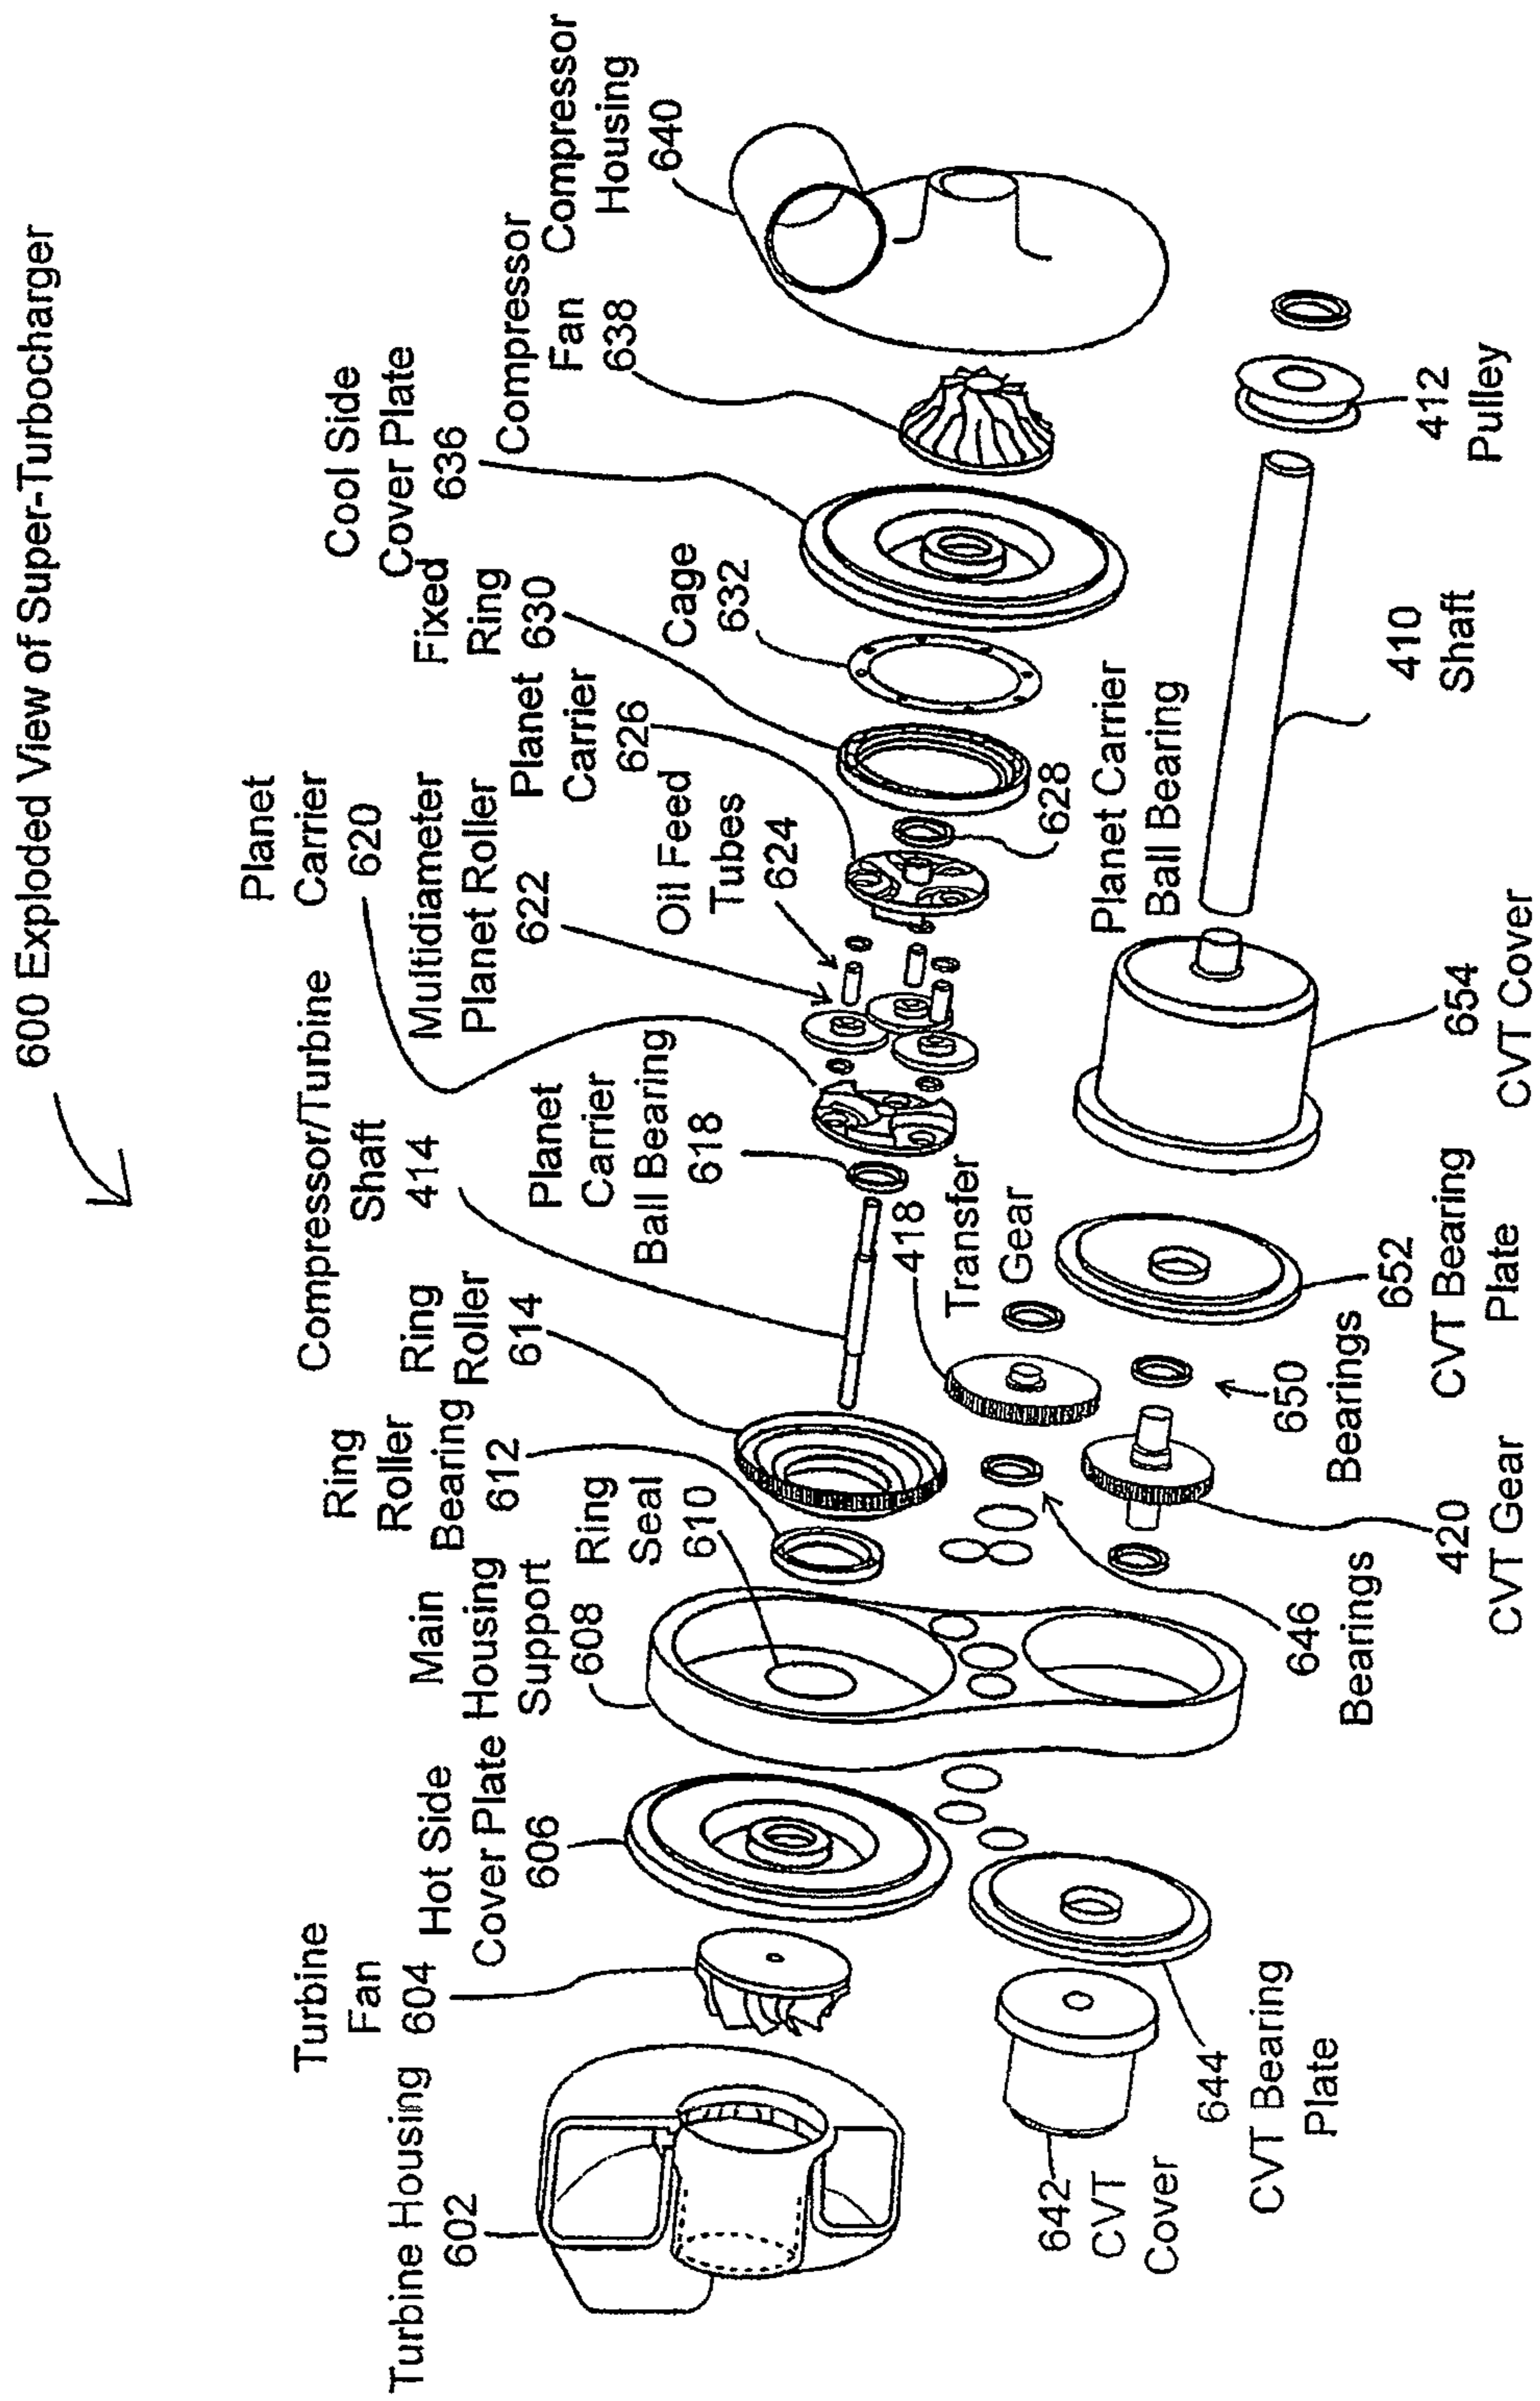 600 Exploded View of Super-Turbocharger
Turbine Housing
602
Turbine
Fan
604
Hot Side
Cover Plate
606
Main
Housing
Support
608
Ring
Seal
610
Ring
Roller
Bearing
612
Ring
Roller
614
Compressor/Turbine
Shaft
414
Planet
Carrier
Ball Bearing
618
Planet
Carrier
620
Multidiameter
Planet Roller
622
Oil Feed
Tubes
624
Planet
Carrier
626
628
Planet Carrier
Ball Bearing
Fixed
Ring
630
Cage
632
Cool Side
Cover Plate
636
Compressor
Fan
638
Compressor
Housing
640
642
CVT
Cover
644
CVT Bearing
Plate
646
Bearings
418
Transfer
Gear
420
CVT Gear
650
Bearings
652
CVT Bearing
Plate
654
CVT Cover
410
Shaft
412
Pulley